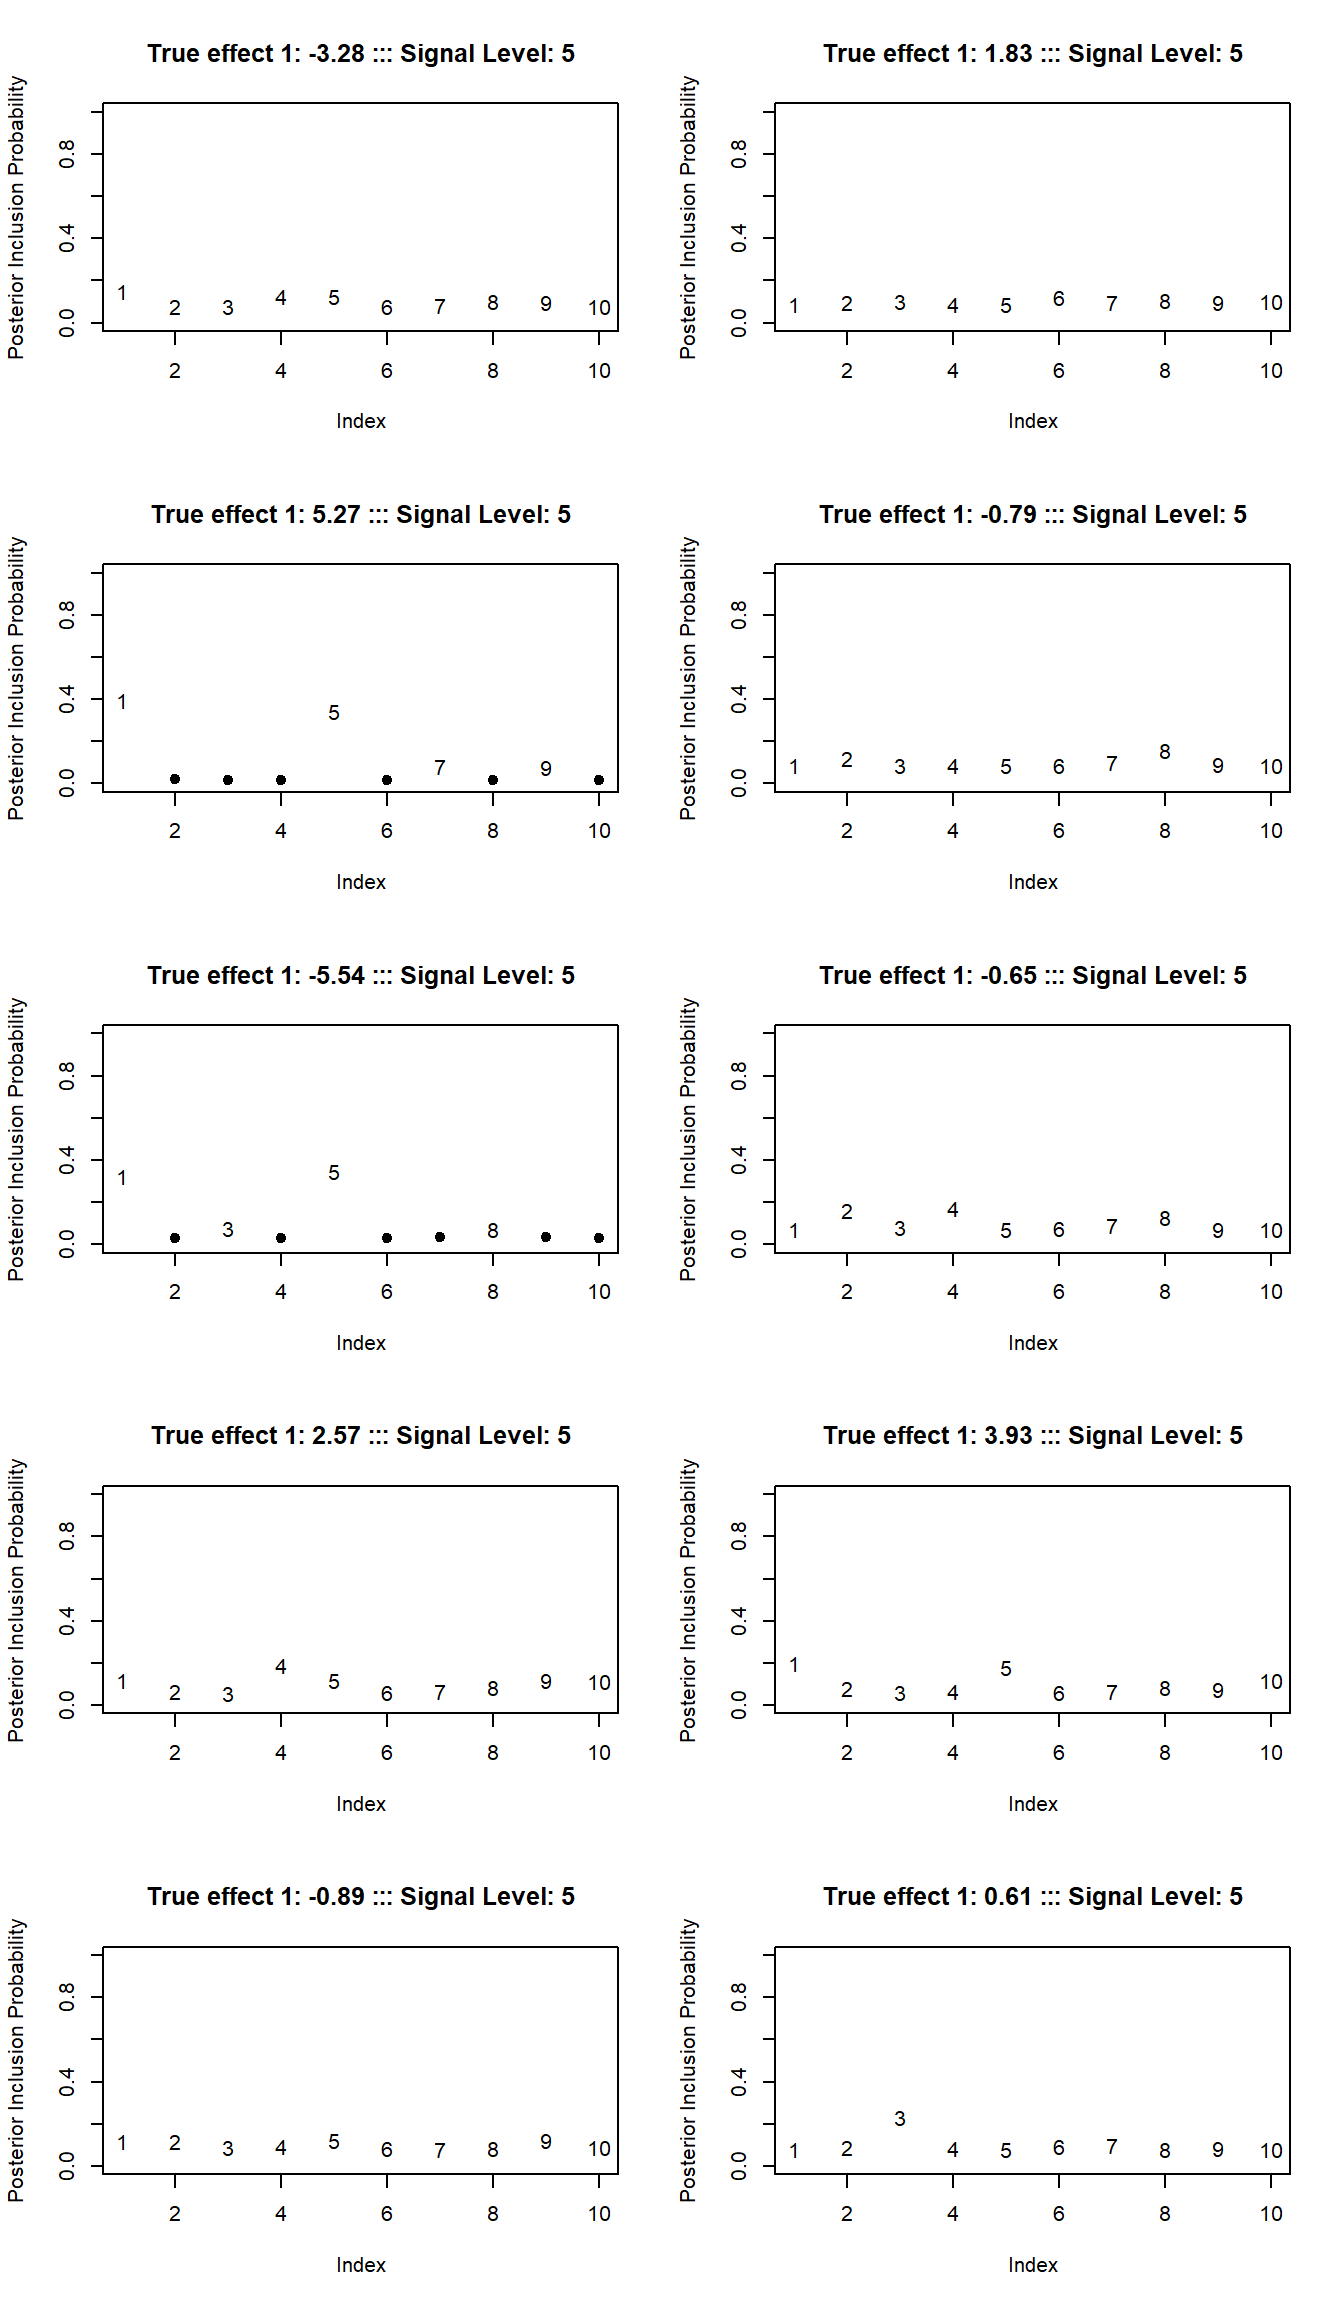 True effect 1: -3.28 ::: Signal Level: 5
Posterior Inclusion Probability
0.0 0.4 0.8
1 2 3 4 5 6 7 8 9 10
2 4 6 8 10
Index
True effect 1: 1.83 ::: Signal Level: 5
Posterior Inclusion Probability
0.0 0.4 0.8
1 2 3 4 5 6 7 8 9 10
2 4 6 8 10
Index
True effect 1: 5.27 ::: Signal Level: 5
Posterior Inclusion Probability
0.0 0.4 0.8
1 5 7 9
2 4 6 8 10
Index
True effect 1: -0.79 ::: Signal Level: 5
Posterior Inclusion Probability
0.0 0.4 0.8
1 2 3 4 5 6 7 8 9 10
2 4 6 8 10
Index
True effect 1: -5.54 ::: Signal Level: 5
Posterior Inclusion Probability
0.0 0.4 0.8
1 3 5 8
2 4 6 8 10
Index
True effect 1: -0.65 ::: Signal Level: 5
Posterior Inclusion Probability
0.0 0.4 0.8
1 2 3 4 5 6 7 8 9 10
2 4 6 8 10
Index
True effect 1: 2.57 ::: Signal Level: 5
Posterior Inclusion Probability
0.0 0.4 0.8
1 2 3 4 5 6 7 8 9 10
2 4 6 8 10
Index
True effect 1: 3.93 ::: Signal Level: 5
Posterior Inclusion Probability
0.0 0.4 0.8
1 2 3 4 5 6 7 8 9 10
2 4 6 8 10
Index
True effect 1: -0.89 ::: Signal Level: 5
Posterior Inclusion Probability
0.0 0.4 0.8
1 2 3 4 5 6 7 8 9 10
2 4 6 8 10
Index
True effect 1: 0.61 ::: Signal Level: 5
Posterior Inclusion Probability
0.0 0.4 0.8
1 2 3 4 5 6 7 8 9 10
2 4 6 8 10
Index